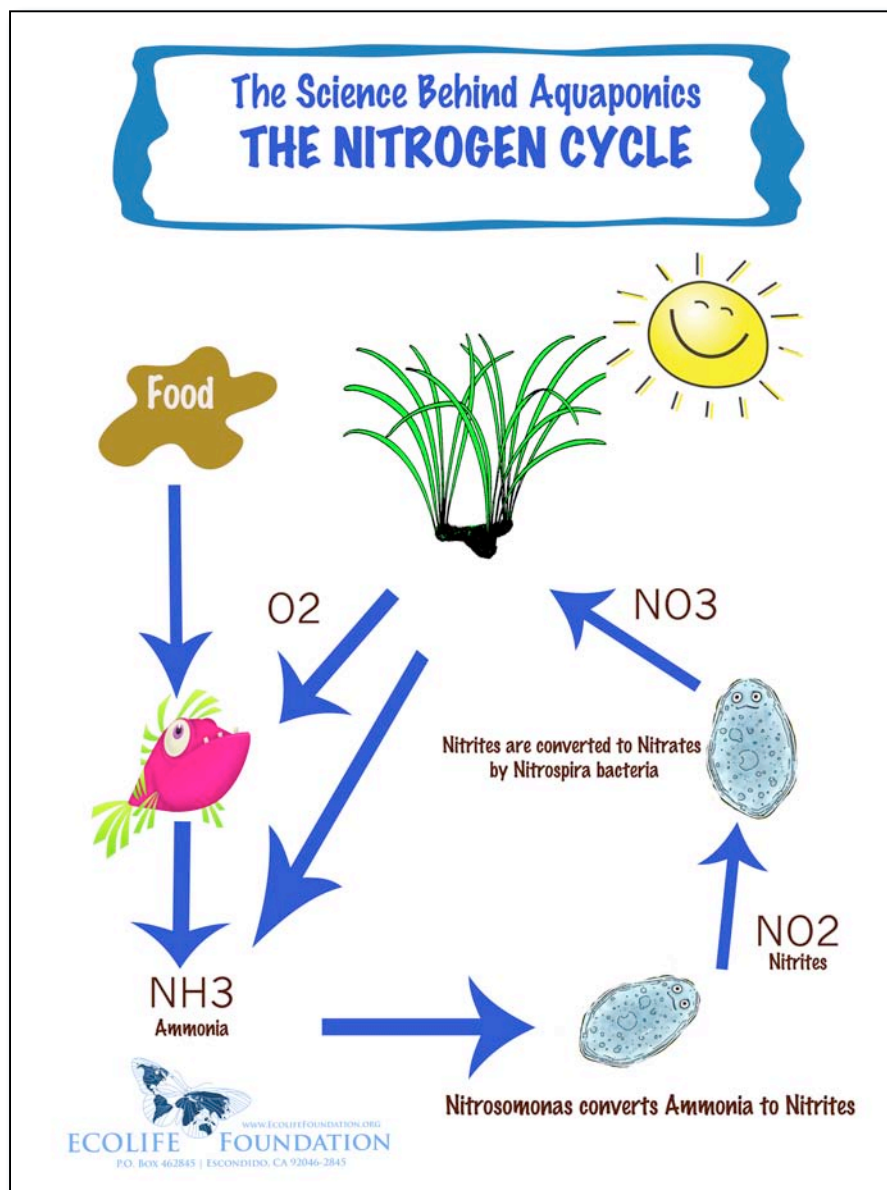 The Science Behind Aquaponics
THE NITROGEN CYCLE
Food
O2
NO3
Nitrites are converted to Nitrates
by Nitrospira bacteria
NO2
Nitrites
NH3
Ammonia
Nitrosomonas converts Ammonia to Nitrites
www.EcolifeFoundation.org
ECOLIFE FOUNDATION
P.O. Box 462845 | Escondido, CA 92046-2845